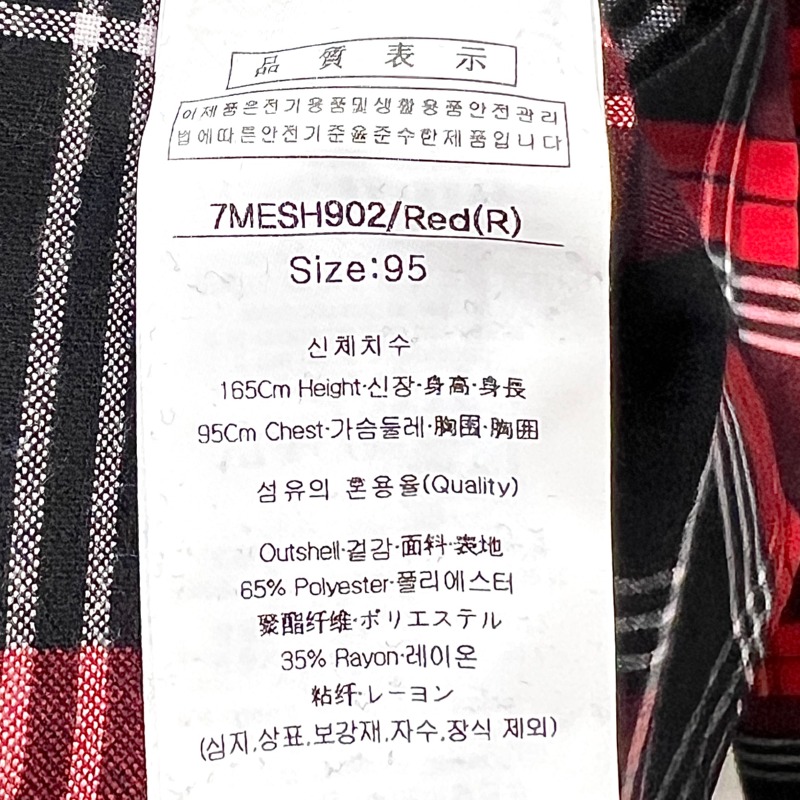 品質表示
이제품은전기용품및생활용품안전관리
법에따른안전기준을준수한제품입니다
7MESH902/Red(R)
Size:95
신체치수
165Cm Height·신장·身高·身長
95Cm Chest·가슴둘레·胸围·胸囲
섬유의 혼용율(Quality)
Outshell·겉감·面料·表地
65% Polyester·폴리에스터
聚酯纤维·ポリエステル
35% Rayon·레이온
粘纤·レーヨン
(심지,상표,보강재,자수,장식 제외)